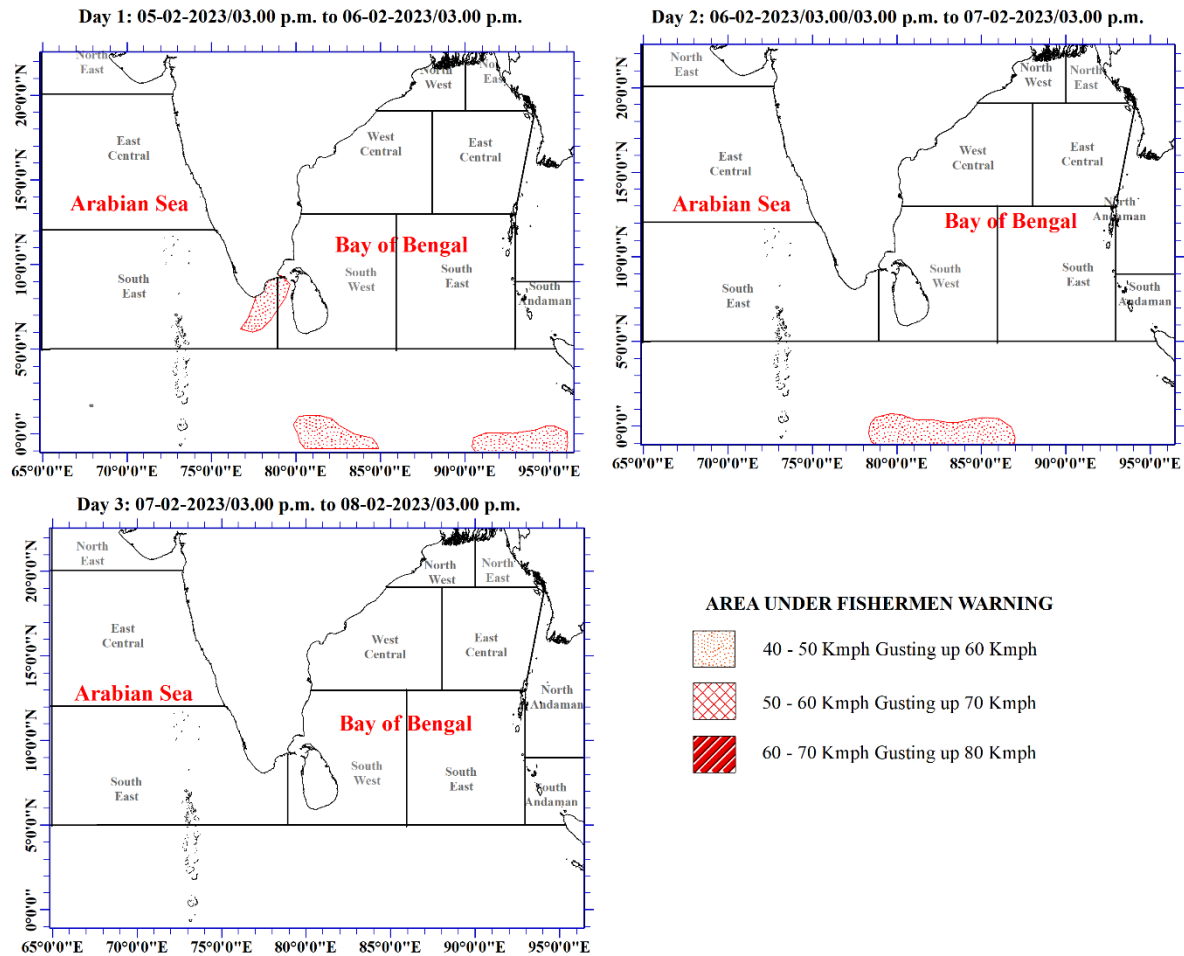 Day 1: 05-02-2023/03.00 p.m. to 06-02-2023/03.00 p.m.
North
East
North
West
East
Central
West
Central
East
Central
Arabian Sea
Bay of Bengal
South
East
South
West
South
East
South
Andaman
20°0'0"N
15°0'0"N
10°0'0"N
5°0'0"N
0°0'0"
65°0'0"E 70°0'0"E 75°0'0"E 80°0'0"E 85°0'0"E 90°0'0"E 95°0'0"E
Day 2: 06-02-2023/03.00/03.00 p.m. to 07-02-2023/03.00 p.m.
North
East
North
West
North
East
East
Central
West
Central
East
Central
Arabian Sea
Bay of Bengal
North
Andaman
South
East
South
West
South
East
South
Andaman
20°0'0"N
15°0'0"N
10°0'0"N
5°0'0"N
0°0'0"
65°0'0"E 70°0'0"E 75°0'0"E 80°0'0"E 85°0'0"E 90°0'0"E 95°0'0"E
Day 3: 07-02-2023/03.00 p.m. to 08-02-2023/03.00 p.m.
North
East
North
West
North
East
East
Central
West
Central
East
Central
Arabian Sea
Bay of Bengal
North
Andaman
South
East
South
West
South
East
South
Andaman
20°0'0"N
15°0'0"N
10°0'0"N
5°0'0"N
0°0'0"
65°0'0"E 70°0'0"E 75°0'0"E 80°0'0"E 85°0'0"E 90°0'0"E 95°0'0"E
AREA UNDER FISHERMEN WARNING
40 - 50 Kmph Gusting up 60 Kmph
50 - 60 Kmph Gusting up 70 Kmph
60 - 70 Kmph Gusting up 80 Kmph